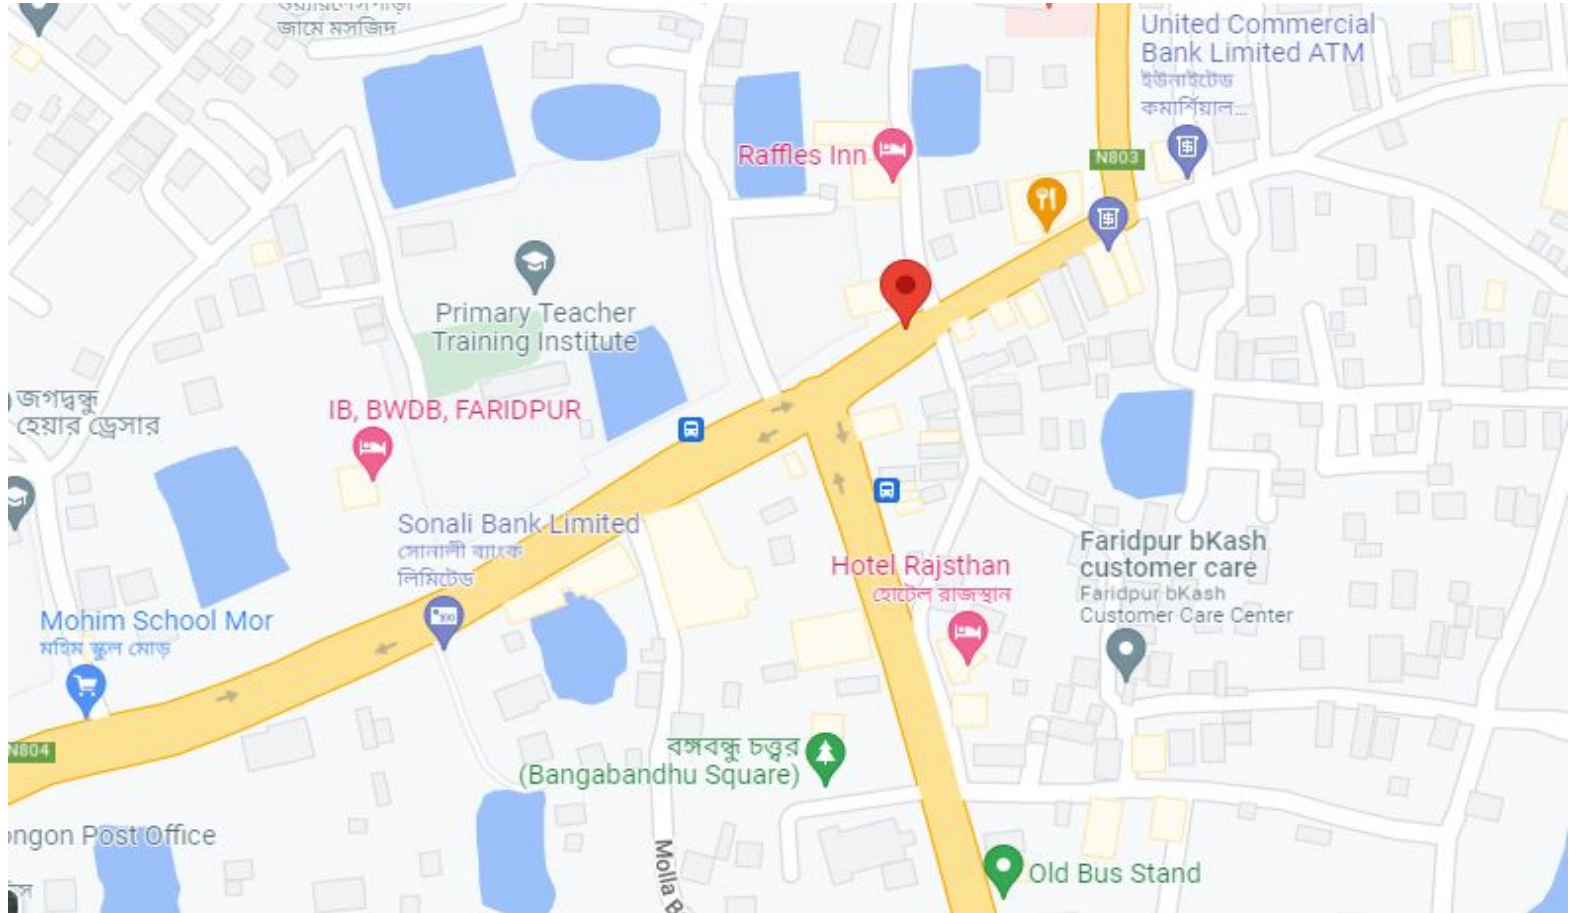 জামে মসজিদ
United Commercial
Bank Limited ATM
ইউনাইটেড
কমার্শিয়াল...
Raffles Inn
N803
Primary Teacher
Training Institute
জগদ্বন্ধু
হেয়ার ড্রেসার
IB, BWDB, FARIDPUR
Sonali Bank Limited
সোনালী ব্যাংক
লিমিটেড
Hotel Rajsthan
হোটেল রাজস্থান
Faridpur bKash
customer care
Faridpur bKash
Customer Care Center
Mohim School Mor
মহিম স্কুল মোড়
N804
বঙ্গবন্ধু চত্ত্বর
(Bangabandhu Square)
ongon Post Office
Molla B
Old Bus Stand